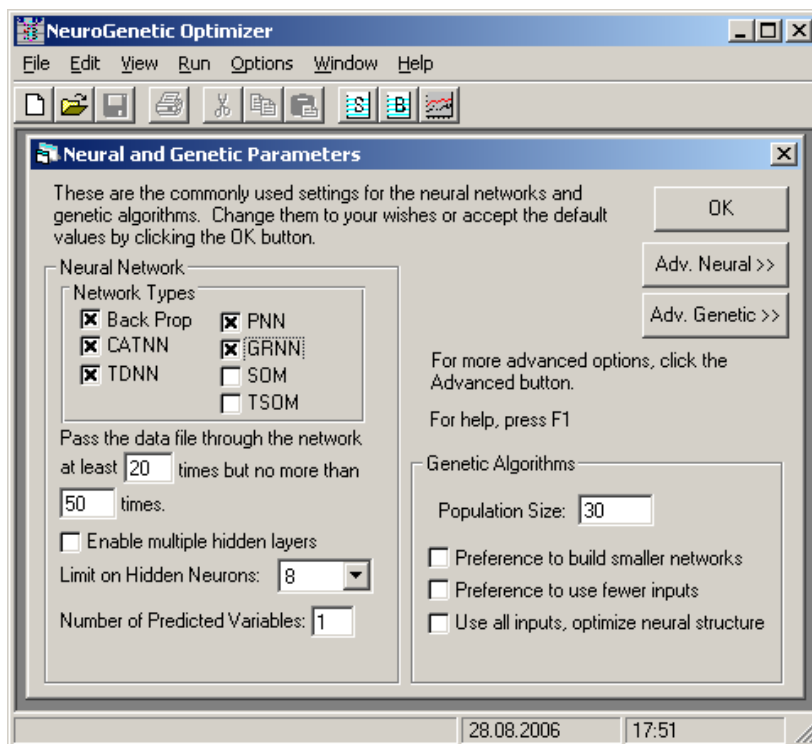 NeuroGenetic Optimizer
File Edit View Run Options Window Help
S B
Neural and Genetic Parameters
These are the commonly used settings for the neural networks and
genetic algorithms. Change them to your wishes or accept the default
values by clicking the OK button.
OK
Adv. Neural >>
Adv. Genetic >>
Neural Network
Network Types
Back Prop
CATNN
TDNN
PNN
GRNN
SOM
TSOM
Pass the data file through the network
at least 20 times but no more than
50 times.
Enable multiple hidden layers
Limit on Hidden Neurons: 8
Number of Predicted Variables: 1
For more advanced options, click the
Advanced button.
For help, press F1
Genetic Algorithms
Population Size: 30
Preference to build smaller networks
Preference to use fewer inputs
Use all inputs, optimize neural structure
28.08.2006 17:51